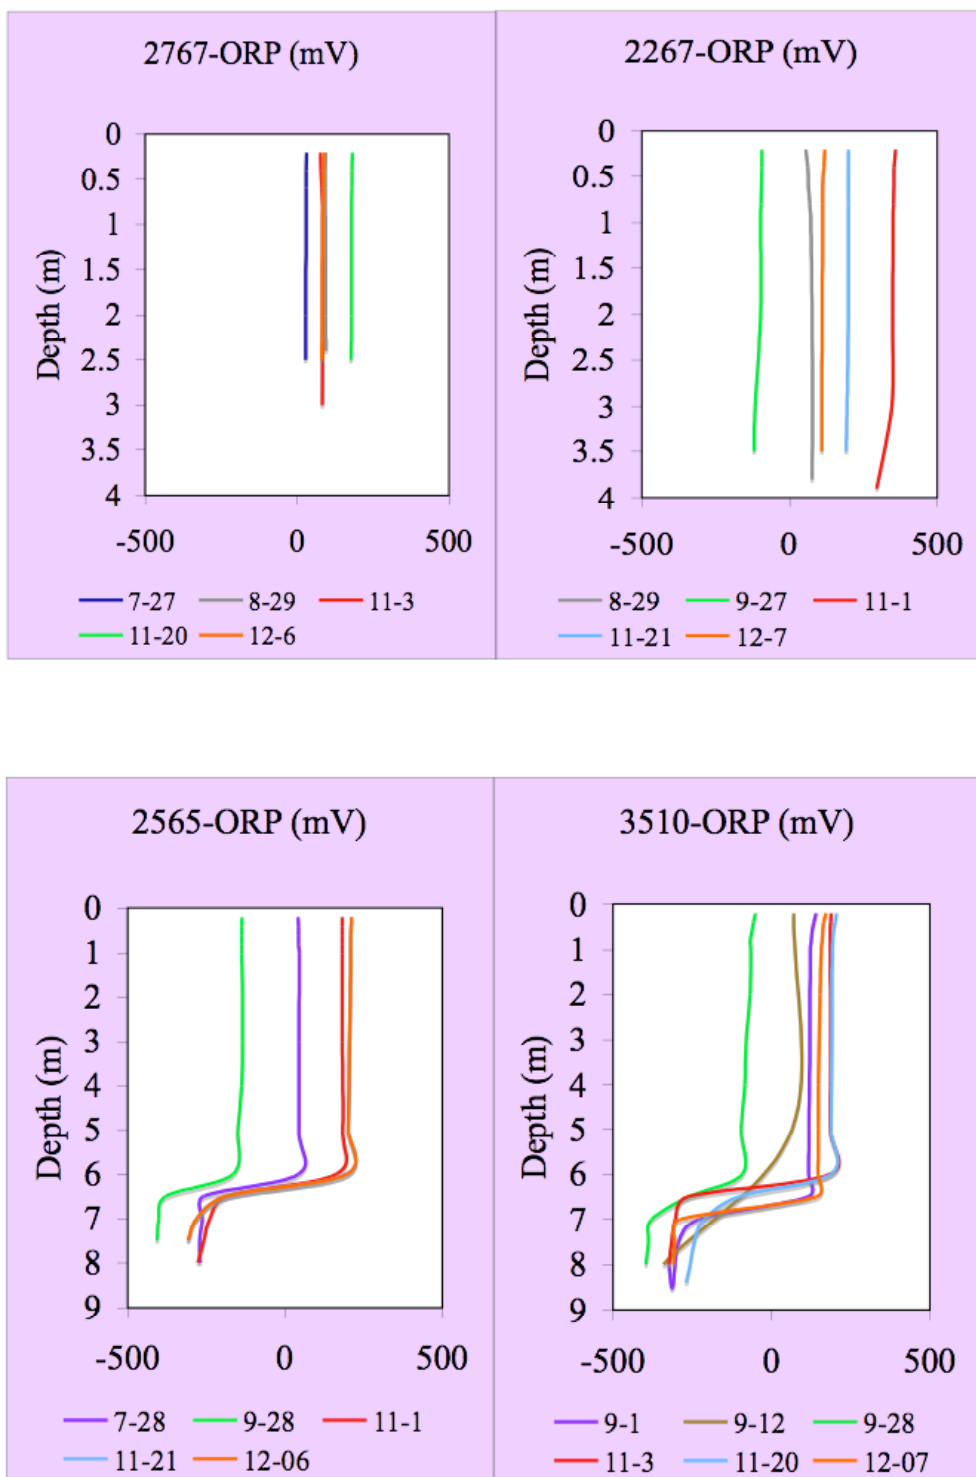 2767-ORP (mV)
0
0.5
1
1.5
2
2.5
3
3.5
4
Depth (m)
-500 0 500
7-27 8-29 11-3
11-20 12-6
2267-ORP (mV)
0
0.5
1
1.5
2
2.5
3
3.5
4
Depth (m)
-500 0 500
8-29 9-27 11-1
11-21 12-7
2565-ORP (mV)
0
1
2
3
4
5
6
7
8
9
Depth (m)
-500 0 500
7-28 9-28 11-1
11-21 12-06
3510-ORP (mV)
0
1
2
3
4
5
6
7
8
9
Depth (m)
-500 0 500
9-1 9-12 9-28
11-3 11-20 12-07